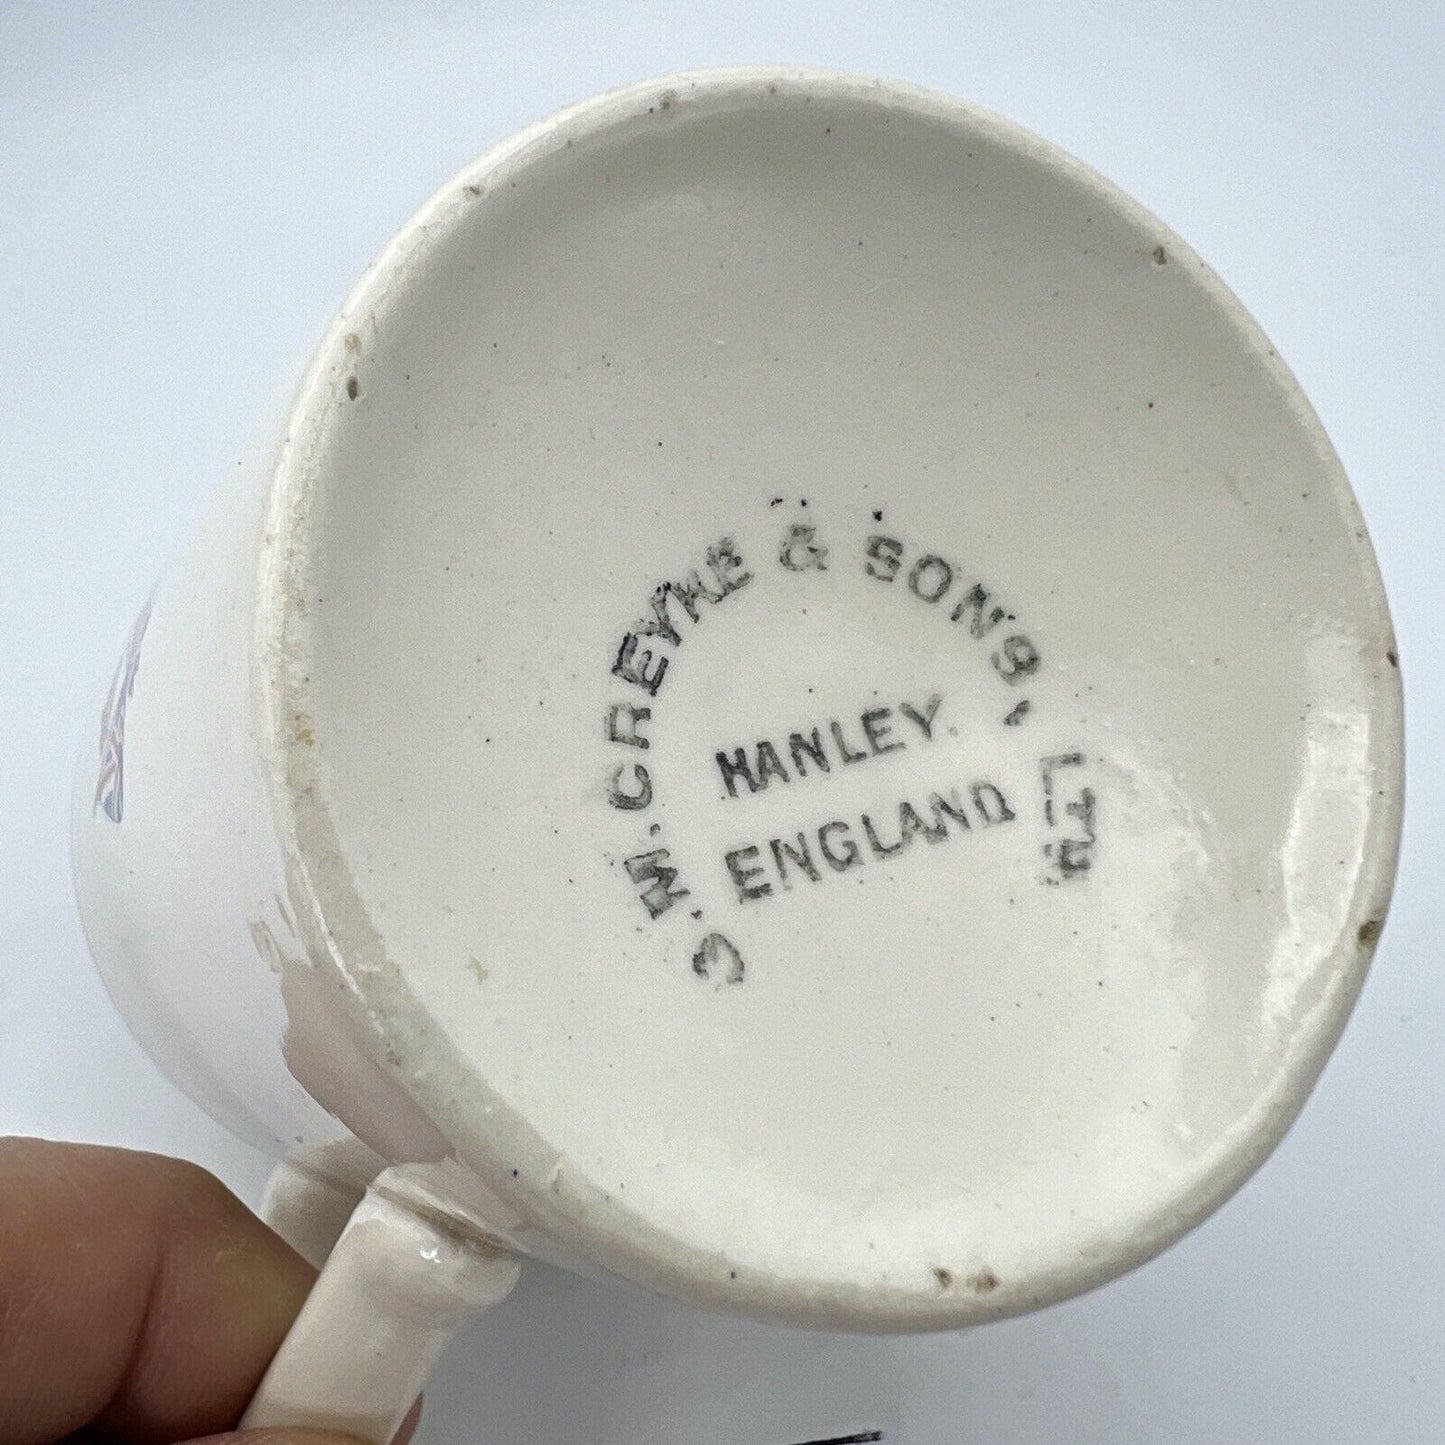 G. M. CREYKE & SONS, LTD
HANLEY.
ENGLAND